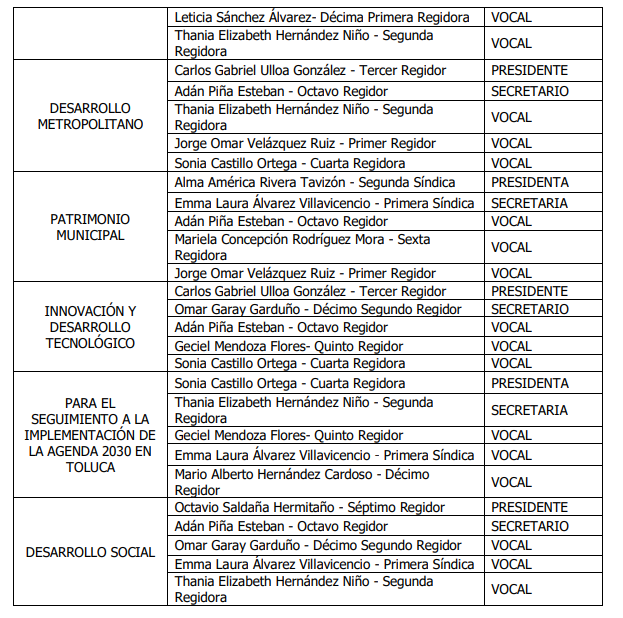 Leticia Sánchez Álvarez- Décima Primera Regidora VOCAL
Thania Elizabeth Hernández Niño - Segunda
Regidora
VOCAL
DESARROLLO
METROPOLITANO
Carlos Gabriel Ulloa González - Tercer Regidor PRESIDENTE
Adán Piña Esteban - Octavo Regidor SECRETARIO
Thania Elizabeth Hernández Niño - Segunda
Regidora
VOCAL
Jorge Omar Velázquez Ruiz - Primer Regidor VOCAL
Sonia Castillo Ortega - Cuarta Regidora VOCAL
PATRIMONIO
MUNICIPAL
Alma América Rivera Tavizón - Segunda Síndica PRESIDENTA
Emma Laura Álvarez Villavicencio - Primera Síndica SECRETARIA
Adán Piña Esteban - Octavo Regidor VOCAL
Mariela Concepción Rodríguez Mora - Sexta
Regidora
VOCAL
Jorge Omar Velázquez Ruiz - Primer Regidor VOCAL
INNOVACIÓN Y
DESARROLLO
TECNOLÓGICO
Carlos Gabriel Ulloa González - Tercer Regidor PRESIDENTE
Omar Garay Garduño - Décimo Segundo Regidor SECRETARIO
Adán Piña Esteban - Octavo Regidor VOCAL
Geciel Mendoza Flores- Quinto Regidor VOCAL
Sonia Castillo Ortega - Cuarta Regidora VOCAL
PARA EL
SEGUIMIENTO A LA
IMPLEMENTACIÓN DE
LA AGENDA 2030 EN
TOLUCA
Sonia Castillo Ortega - Cuarta Regidora PRESIDENTA
Thania Elizabeth Hernández Niño - Segunda
Regidora
SECRETARIA
Geciel Mendoza Flores- Quinto Regidor VOCAL
Emma Laura Álvarez Villavicencio - Primera Síndica VOCAL
Mario Alberto Hernández Cardoso - Décimo
Regidor
VOCAL
DESARROLLO SOCIAL
Octavio Saldaña Hermitaño - Séptimo Regidor PRESIDENTE
Adán Piña Esteban - Octavo Regidor SECRETARIO
Omar Garay Garduño - Décimo Segundo Regidor VOCAL
Emma Laura Álvarez Villavicencio - Primera Síndica VOCAL
Thania Elizabeth Hernández Niño - Segunda
Regidora
VOCAL